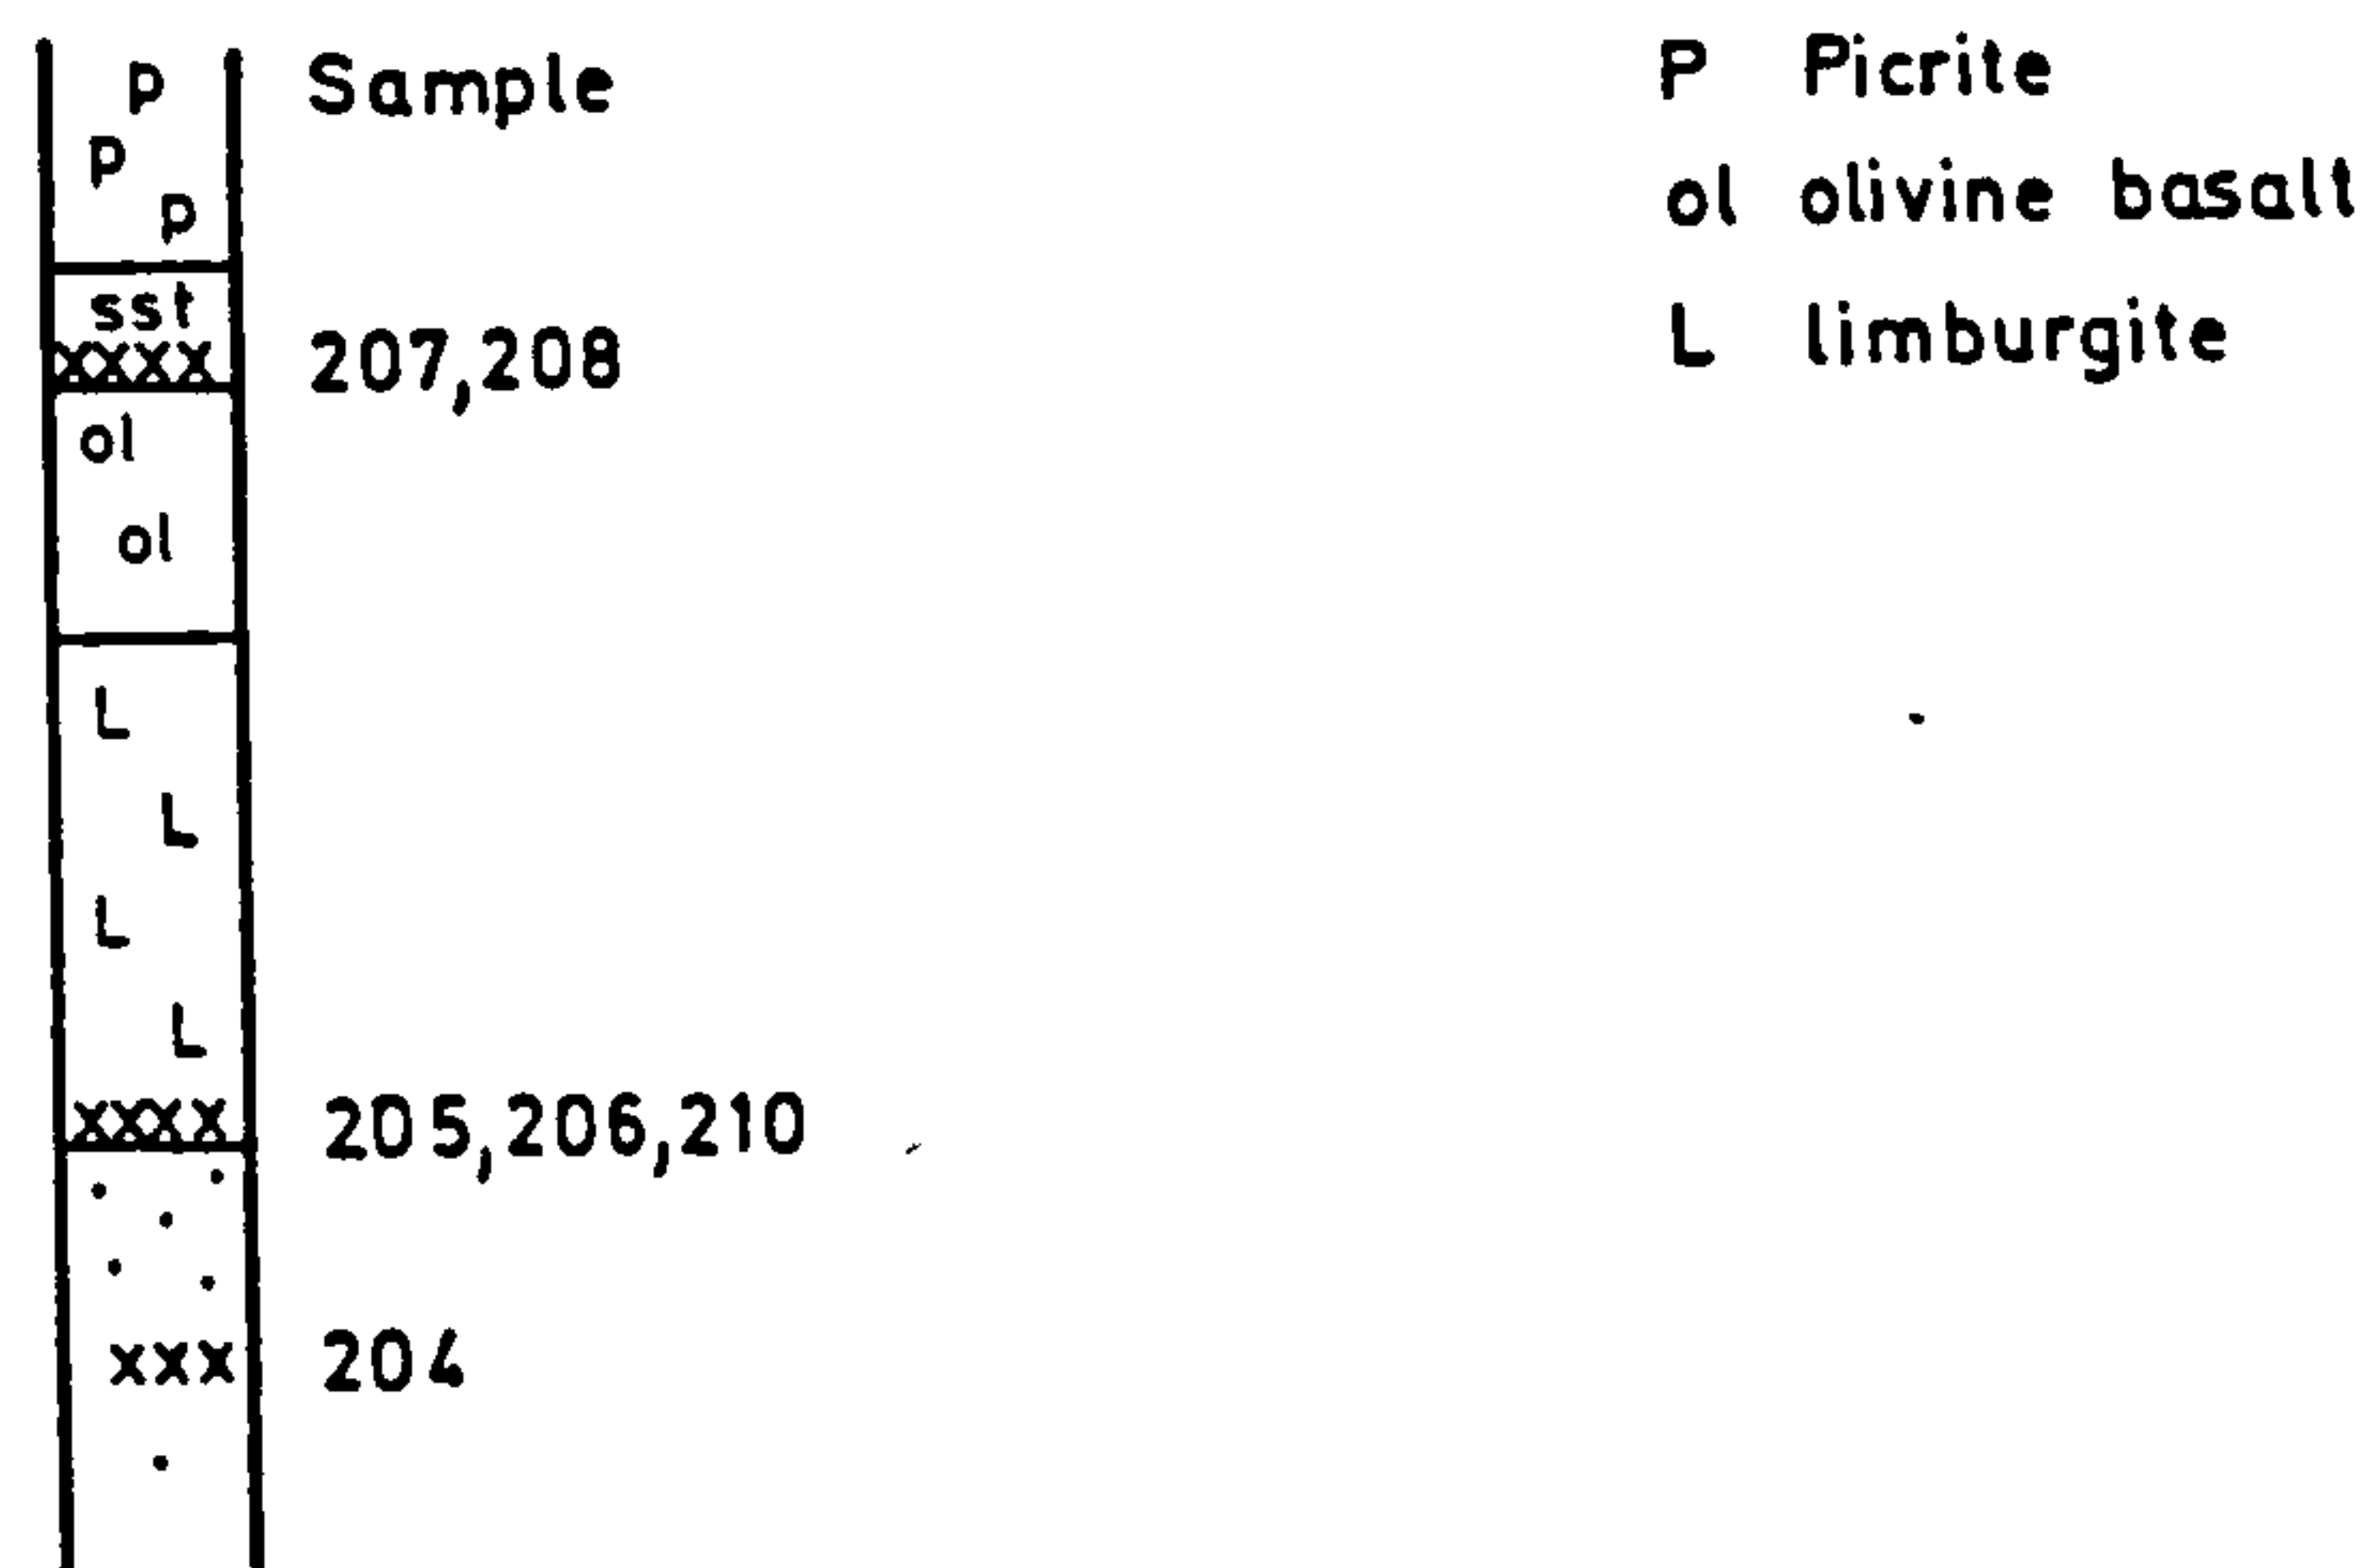 p Sample P Picrite
p
p ol olivine basalt
sst
xxxx 207,208 L limburgite
ol
ol
L
L
L
L
xxxx 205,206,210
xxx 204